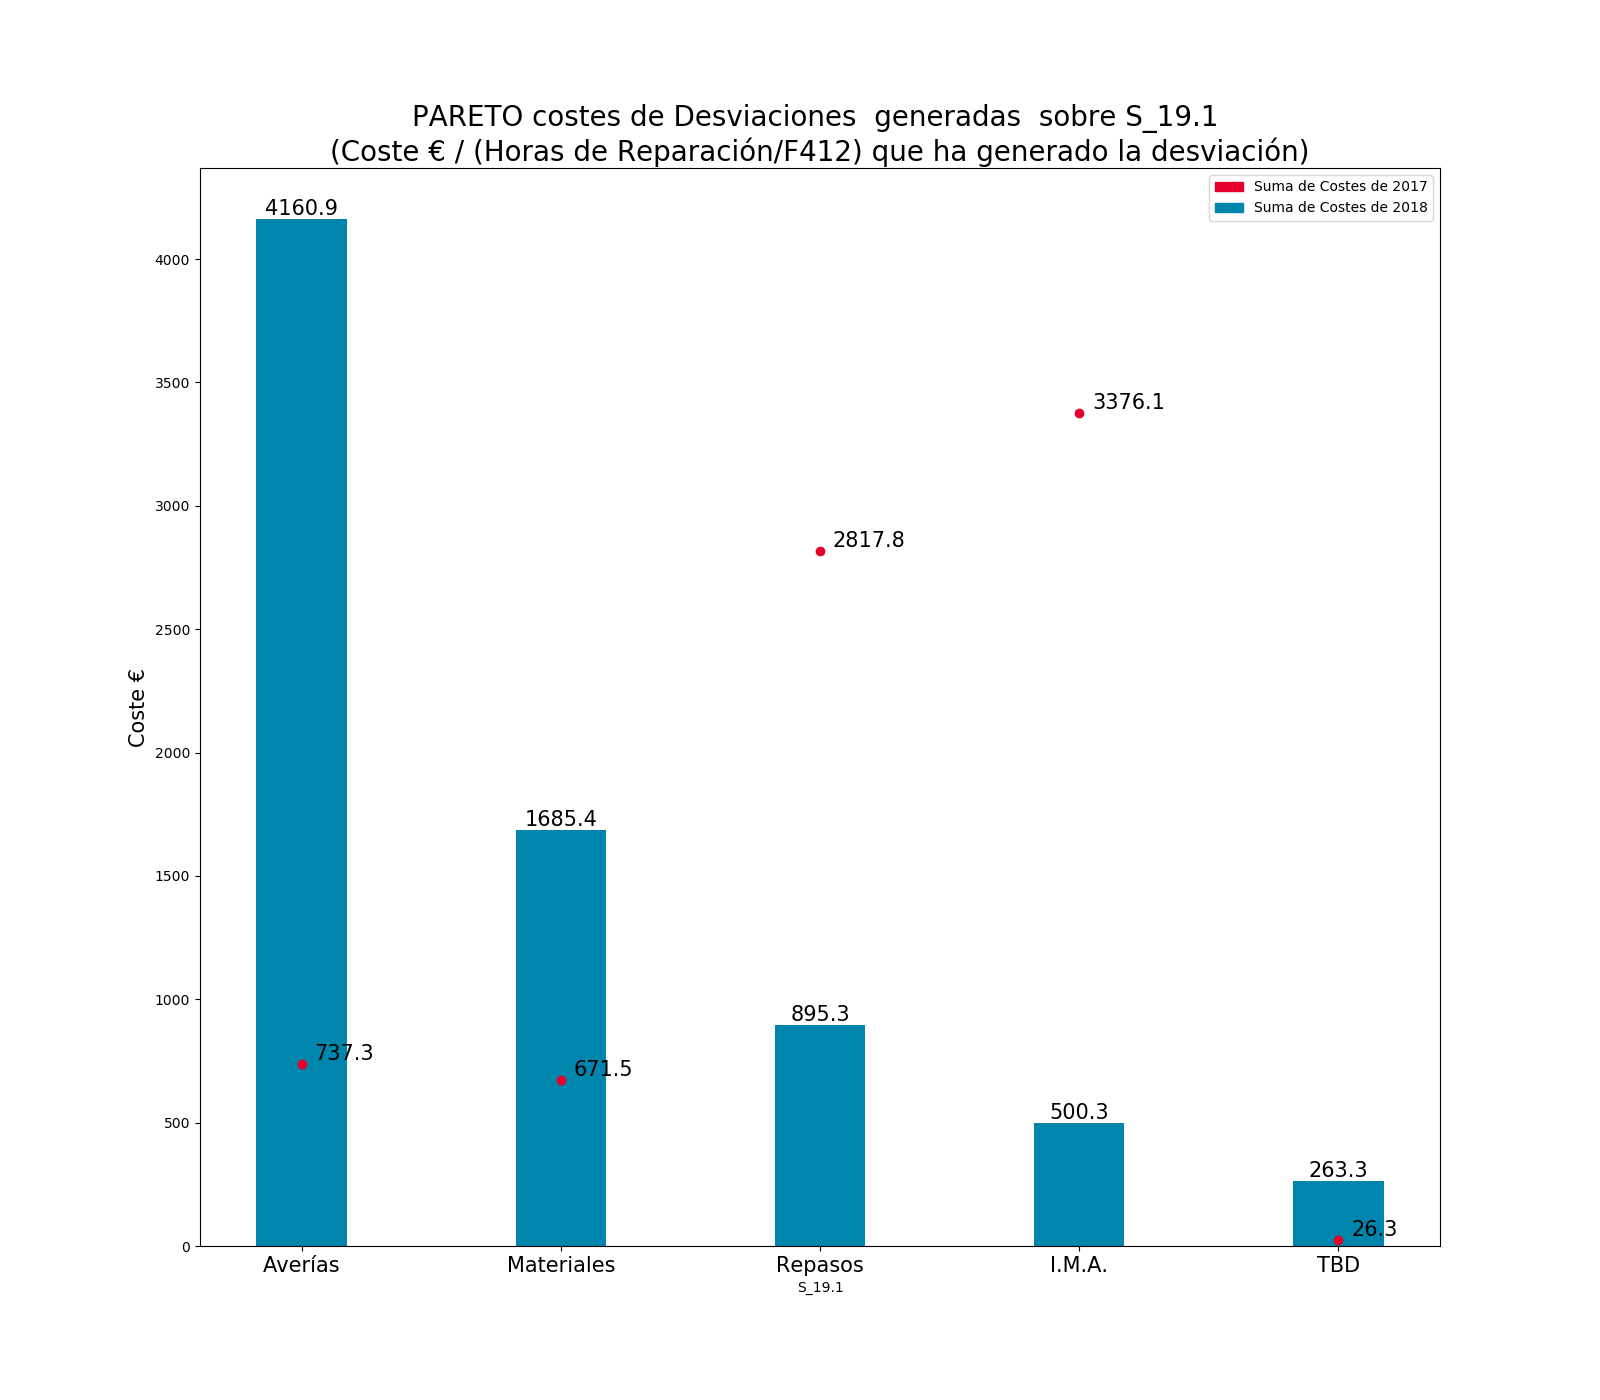 PARETO costes de Desviaciones  generadas  sobre S_19.1
(Coste € / (Horas de Reparación/F412) que ha generado la desviación)
Suma de Costes de 2017
Suma de Costes de 2018
Coste €
4000
3500
3000
2500
2000
1500
1000
500
0
4160.9
737.3
1685.4
671.5
2817.8
895.3
3376.1
500.3
263.3
26.3
Averías
Materiales
Repasos
I.M.A.
TBD
S_19.1